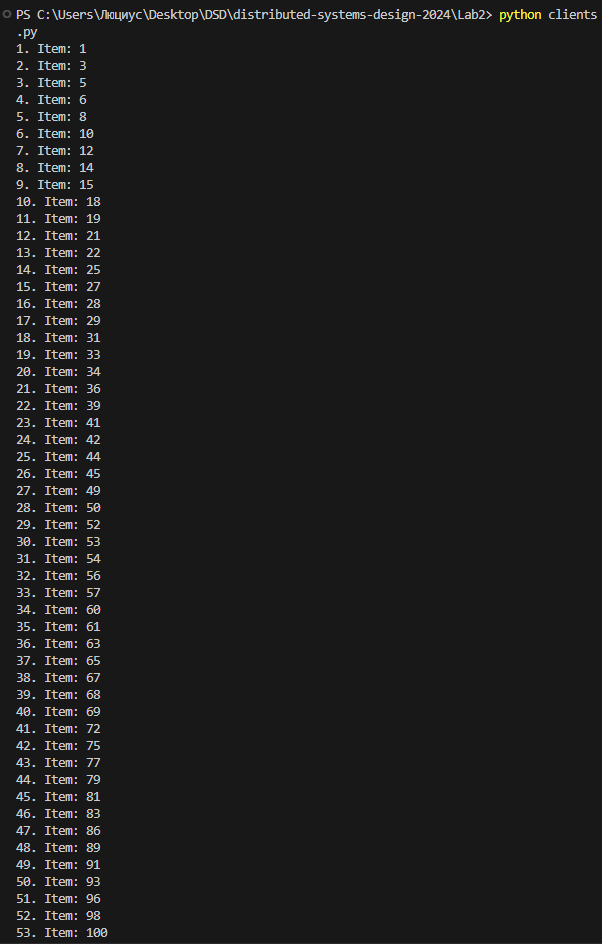 PS C:\Users\Люциус\Desktop\DSD\distributed-systems-design-2024\Lab2> python clients
.py
1. Item: 1
2. Item: 3
3. Item: 5
4. Item: 6
5. Item: 8
6. Item: 10
7. Item: 12
8. Item: 14
9. Item: 15
10. Item: 18
11. Item: 19
12. Item: 21
13. Item: 22
14. Item: 25
15. Item: 27
16. Item: 28
17. Item: 29
18. Item: 31
19. Item: 33
20. Item: 34
21. Item: 36
22. Item: 39
23. Item: 41
24. Item: 42
25. Item: 44
26. Item: 45
27. Item: 49
28. Item: 50
29. Item: 52
30. Item: 53
31. Item: 54
32. Item: 56
33. Item: 57
34. Item: 60
35. Item: 61
36. Item: 63
37. Item: 65
38. Item: 67
39. Item: 68
40. Item: 69
41. Item: 72
42. Item: 75
43. Item: 77
44. Item: 79
45. Item: 81
46. Item: 83
47. Item: 86
48. Item: 89
49. Item: 91
50. Item: 93
51. Item: 96
52. Item: 98
53. Item: 100